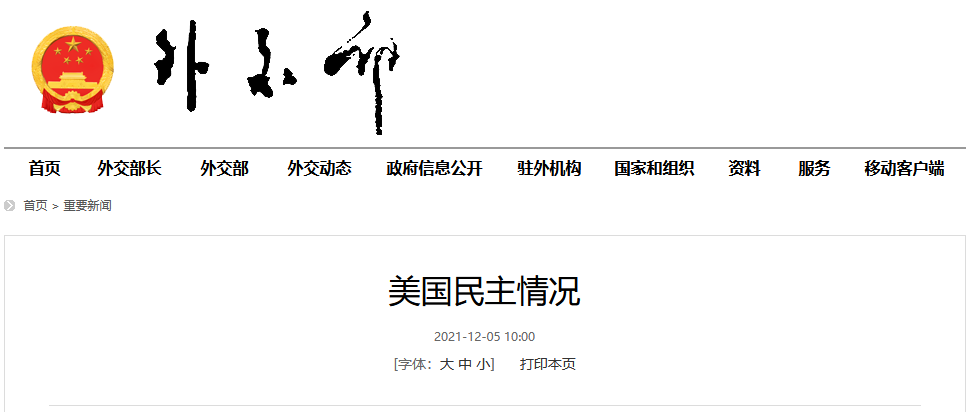 外交部
首页 外交部长 外交部 外交动态 政府信息公开 驻外机构 国家和组织 资料 服务 移动客户端
首页 > 重要新闻
美国民主情况
2021-12-05 10:00
[字体：大 中 小] 打印本页